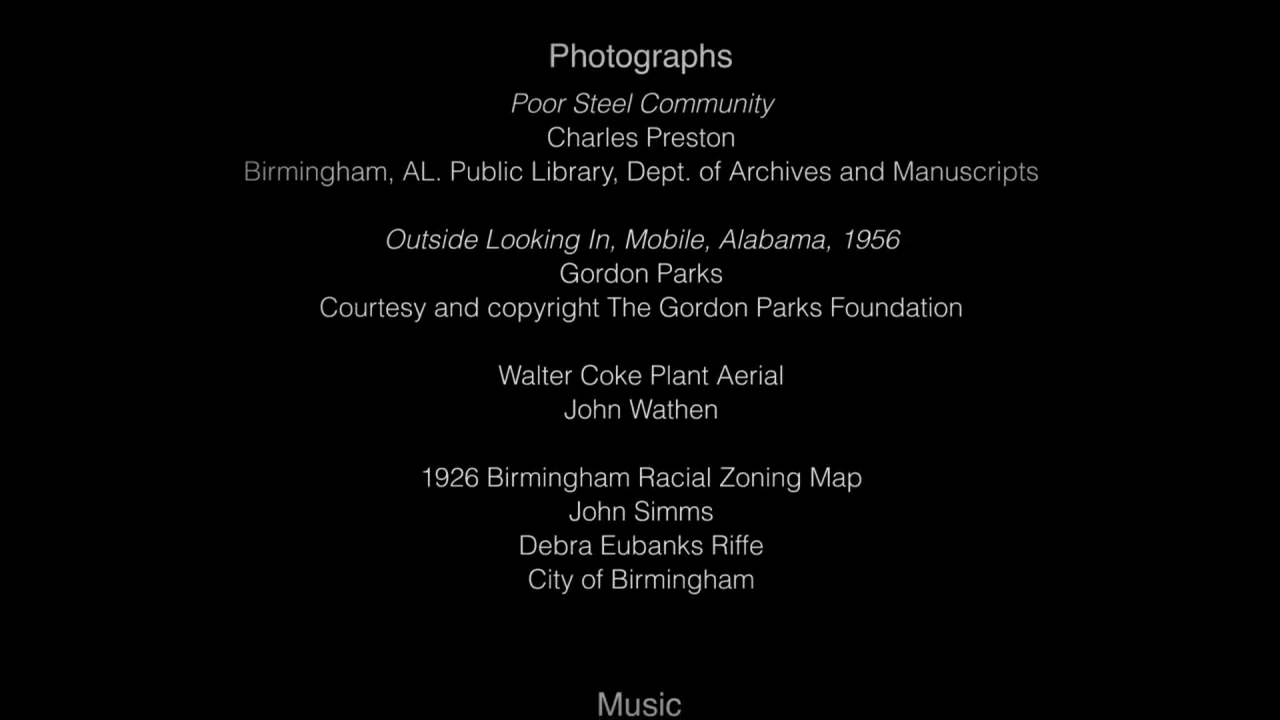 Photographs
Poor Steel Community
Charles Preston
Birmingham, AL. Public Library, Dept. of Archives and Manuscripts
Outside Looking In, Mobile, Alabama, 1956
Gordon Parks
Courtesy and copyright The Gordon Parks Foundation
Walter Coke Plant Aerial
John Wathen
1926 Birmingham Racial Zoning Map
John Simms
Debra Eubanks Riffe
City of Birmingham
Music